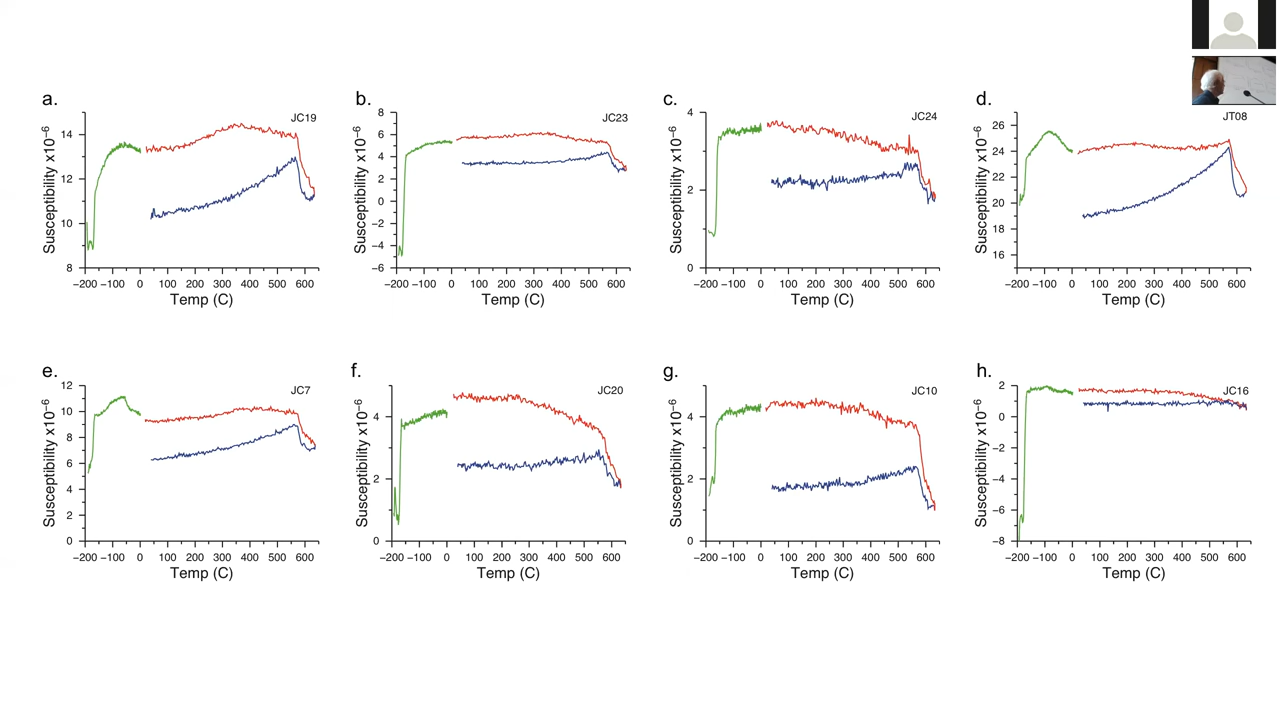 a.
JC19
Susceptibility x10⁻⁶
14
12
10
8
−200 −100 0 100 200 300 400 500 600
Temp (C)
b.
JC23
Susceptibility x10⁻⁶
8
6
4
2
0
−2
−4
−6
−200 −100 0 100 200 300 400 500 600
Temp (C)
c.
JC24
Susceptibility x10⁻⁶
4
2
0
−200 −100 0 100 200 300 400 500 600
Temp (C)
d.
JT08
Susceptibility x10⁻⁶
26
24
22
20
18
16
−200 −100 0 100 200 300 400 500 600
Temp (C)
e.
JC7
Susceptibility x10⁻⁶
12
10
8
6
4
2
0
−200 −100 0 100 200 300 400 500 600
Temp (C)
f.
JC20
Susceptibility x10⁻⁶
4
2
0
−200 −100 0 100 200 300 400 500 600
Temp (C)
g.
JC10
Susceptibility x10⁻⁶
4
2
0
−200 −100 0 100 200 300 400 500 600
Temp (C)
h.
JC16
Susceptibility x10⁻⁶
2
0
−2
−4
−6
−8
−200 −100 0 100 200 300 400 500 600
Temp (C)